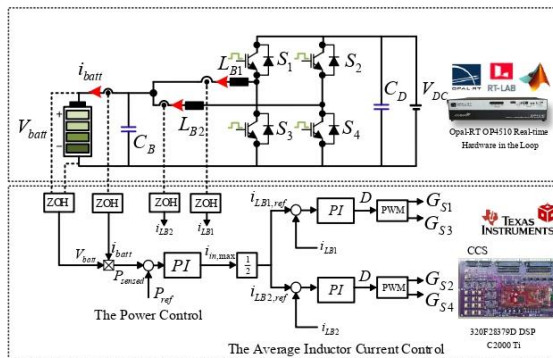 L_B1
S_1
S_2
i_batt
V_batt
+
−
C_B
L_B2
S_3
S_4
C_D
V_DC
OPAL RT
RT-LAB
Opal-RT OP4510 Real-time
Hardware in the Loop
ZOH
ZOH
ZOH
ZOH
i_LB2
i_LB1
V_batt
i_batt
P_sensed
PI
i_in,max
1/2
P_ref
i_LB1,ref
PI
D
PWM
G_S1
G_S3
i_LB1
i_LB2,ref
PI
D
PWM
G_S2
G_S4
i_LB2
The Power Control
The Average Inductor Current Control
TEXAS
INSTRUMENTS
CCS
320F28379D DSP
C2000 Ti